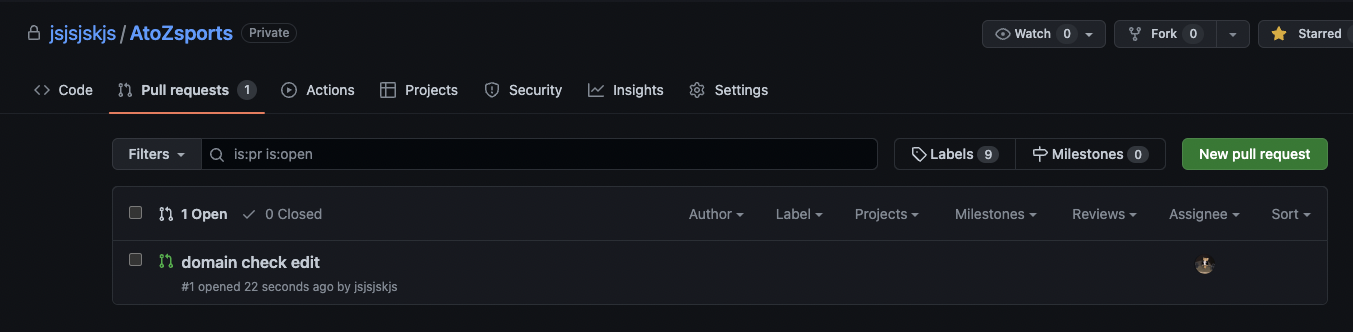 jsjsjskjs / AtoZsports Private Watch 0 Fork 0 Starred
Code Pull requests 1 Actions Projects Security Insights Settings
Filters is:pr is:open Labels 9 Milestones 0 New pull request
1 Open 0 Closed Author Label Projects Milestones Reviews Assignee Sort
domain check edit
#1 opened 22 seconds ago by jsjsjskjs